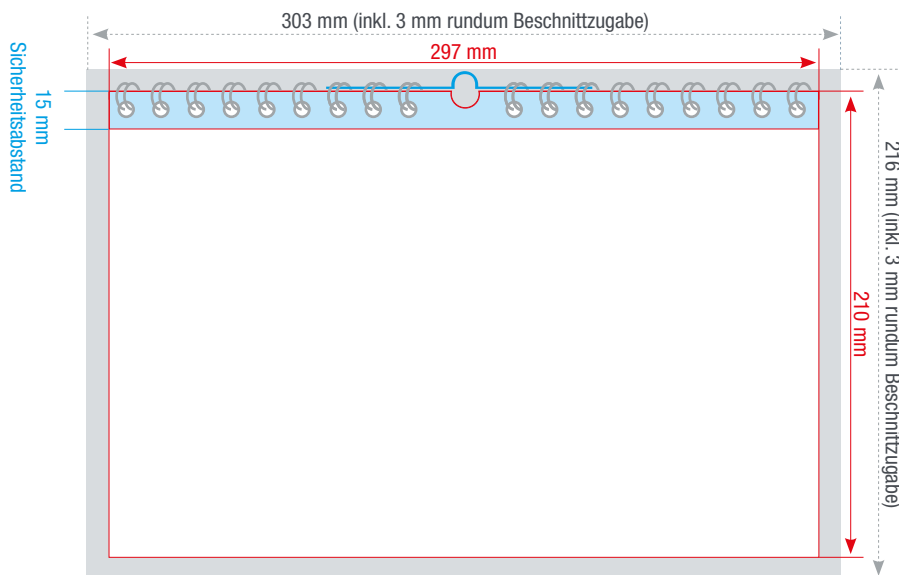 303 mm (inkl. 3 mm rundum Beschnittzugabe)
297 mm
15 mm
Sicherheitsabstand
210 mm
216 mm (inkl. 3 mm rundum Beschnittzugabe)